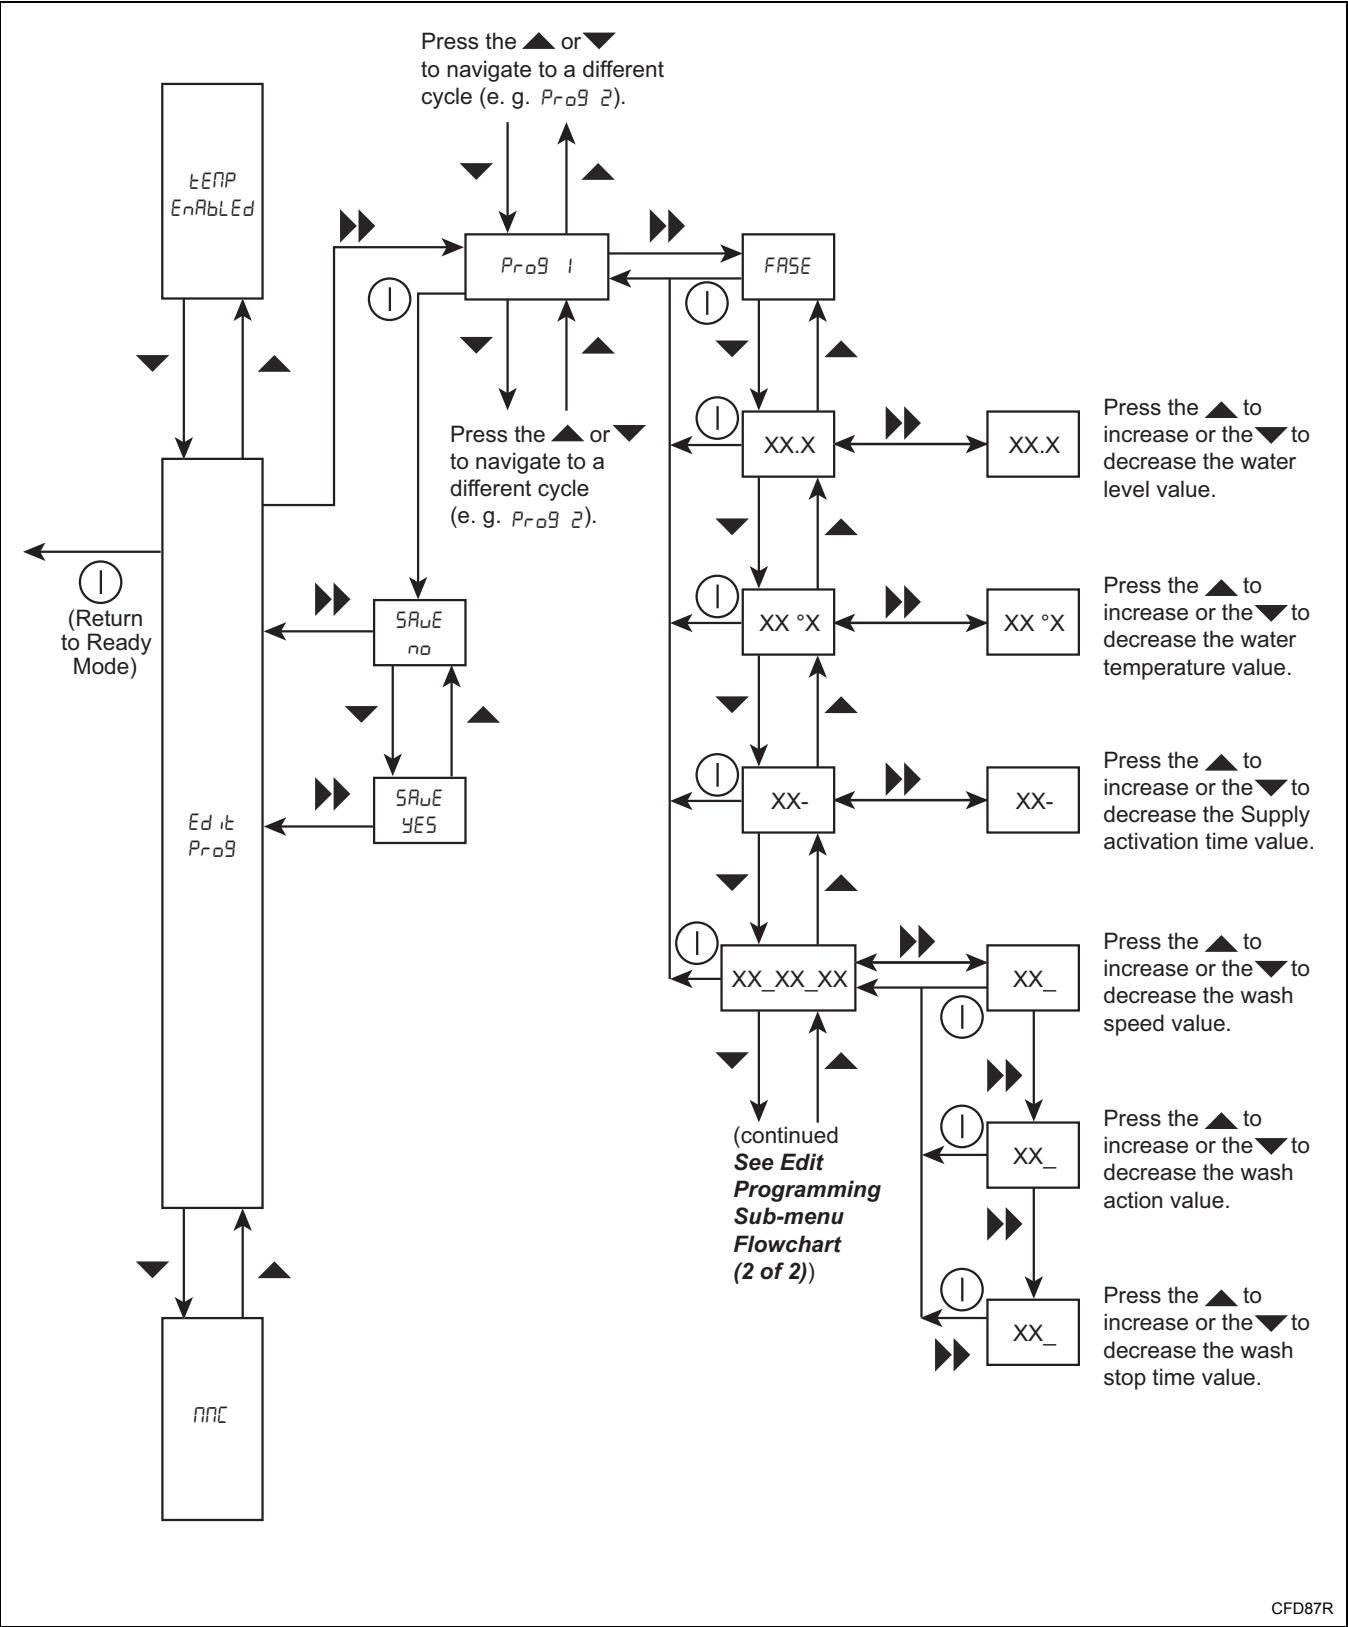 Press the ▲ or ▼
to navigate to a different
cycle (e. g. Prog 2).
tEMP
EnAbLEd
Prog 1
FASE
Press the ▲ or ▼
to navigate to a
different cycle
(e. g. Prog 2).
XX.X
XX.X
Press the ▲ to
increase or the ▼ to
decrease the water
level value.
(Return
to Ready
Mode)
SAvE
no
XX °X
XX °X
Press the ▲ to
increase or the ▼ to
decrease the water
temperature value.
SAvE
YES
Edit
Prog
XX-
XX-
Press the ▲ to
increase or the ▼ to
decrease the Supply
activation time value.
XX_XX_XX
XX_
Press the ▲ to
increase or the ▼ to
decrease the wash
speed value.
(continued
See Edit
Programming
Sub-menu
Flowchart
(2 of 2))
XX_
Press the ▲ to
increase or the ▼ to
decrease the wash
action value.
XX_
Press the ▲ to
increase or the ▼ to
decrease the wash
stop time value.
MMC
CFD87R